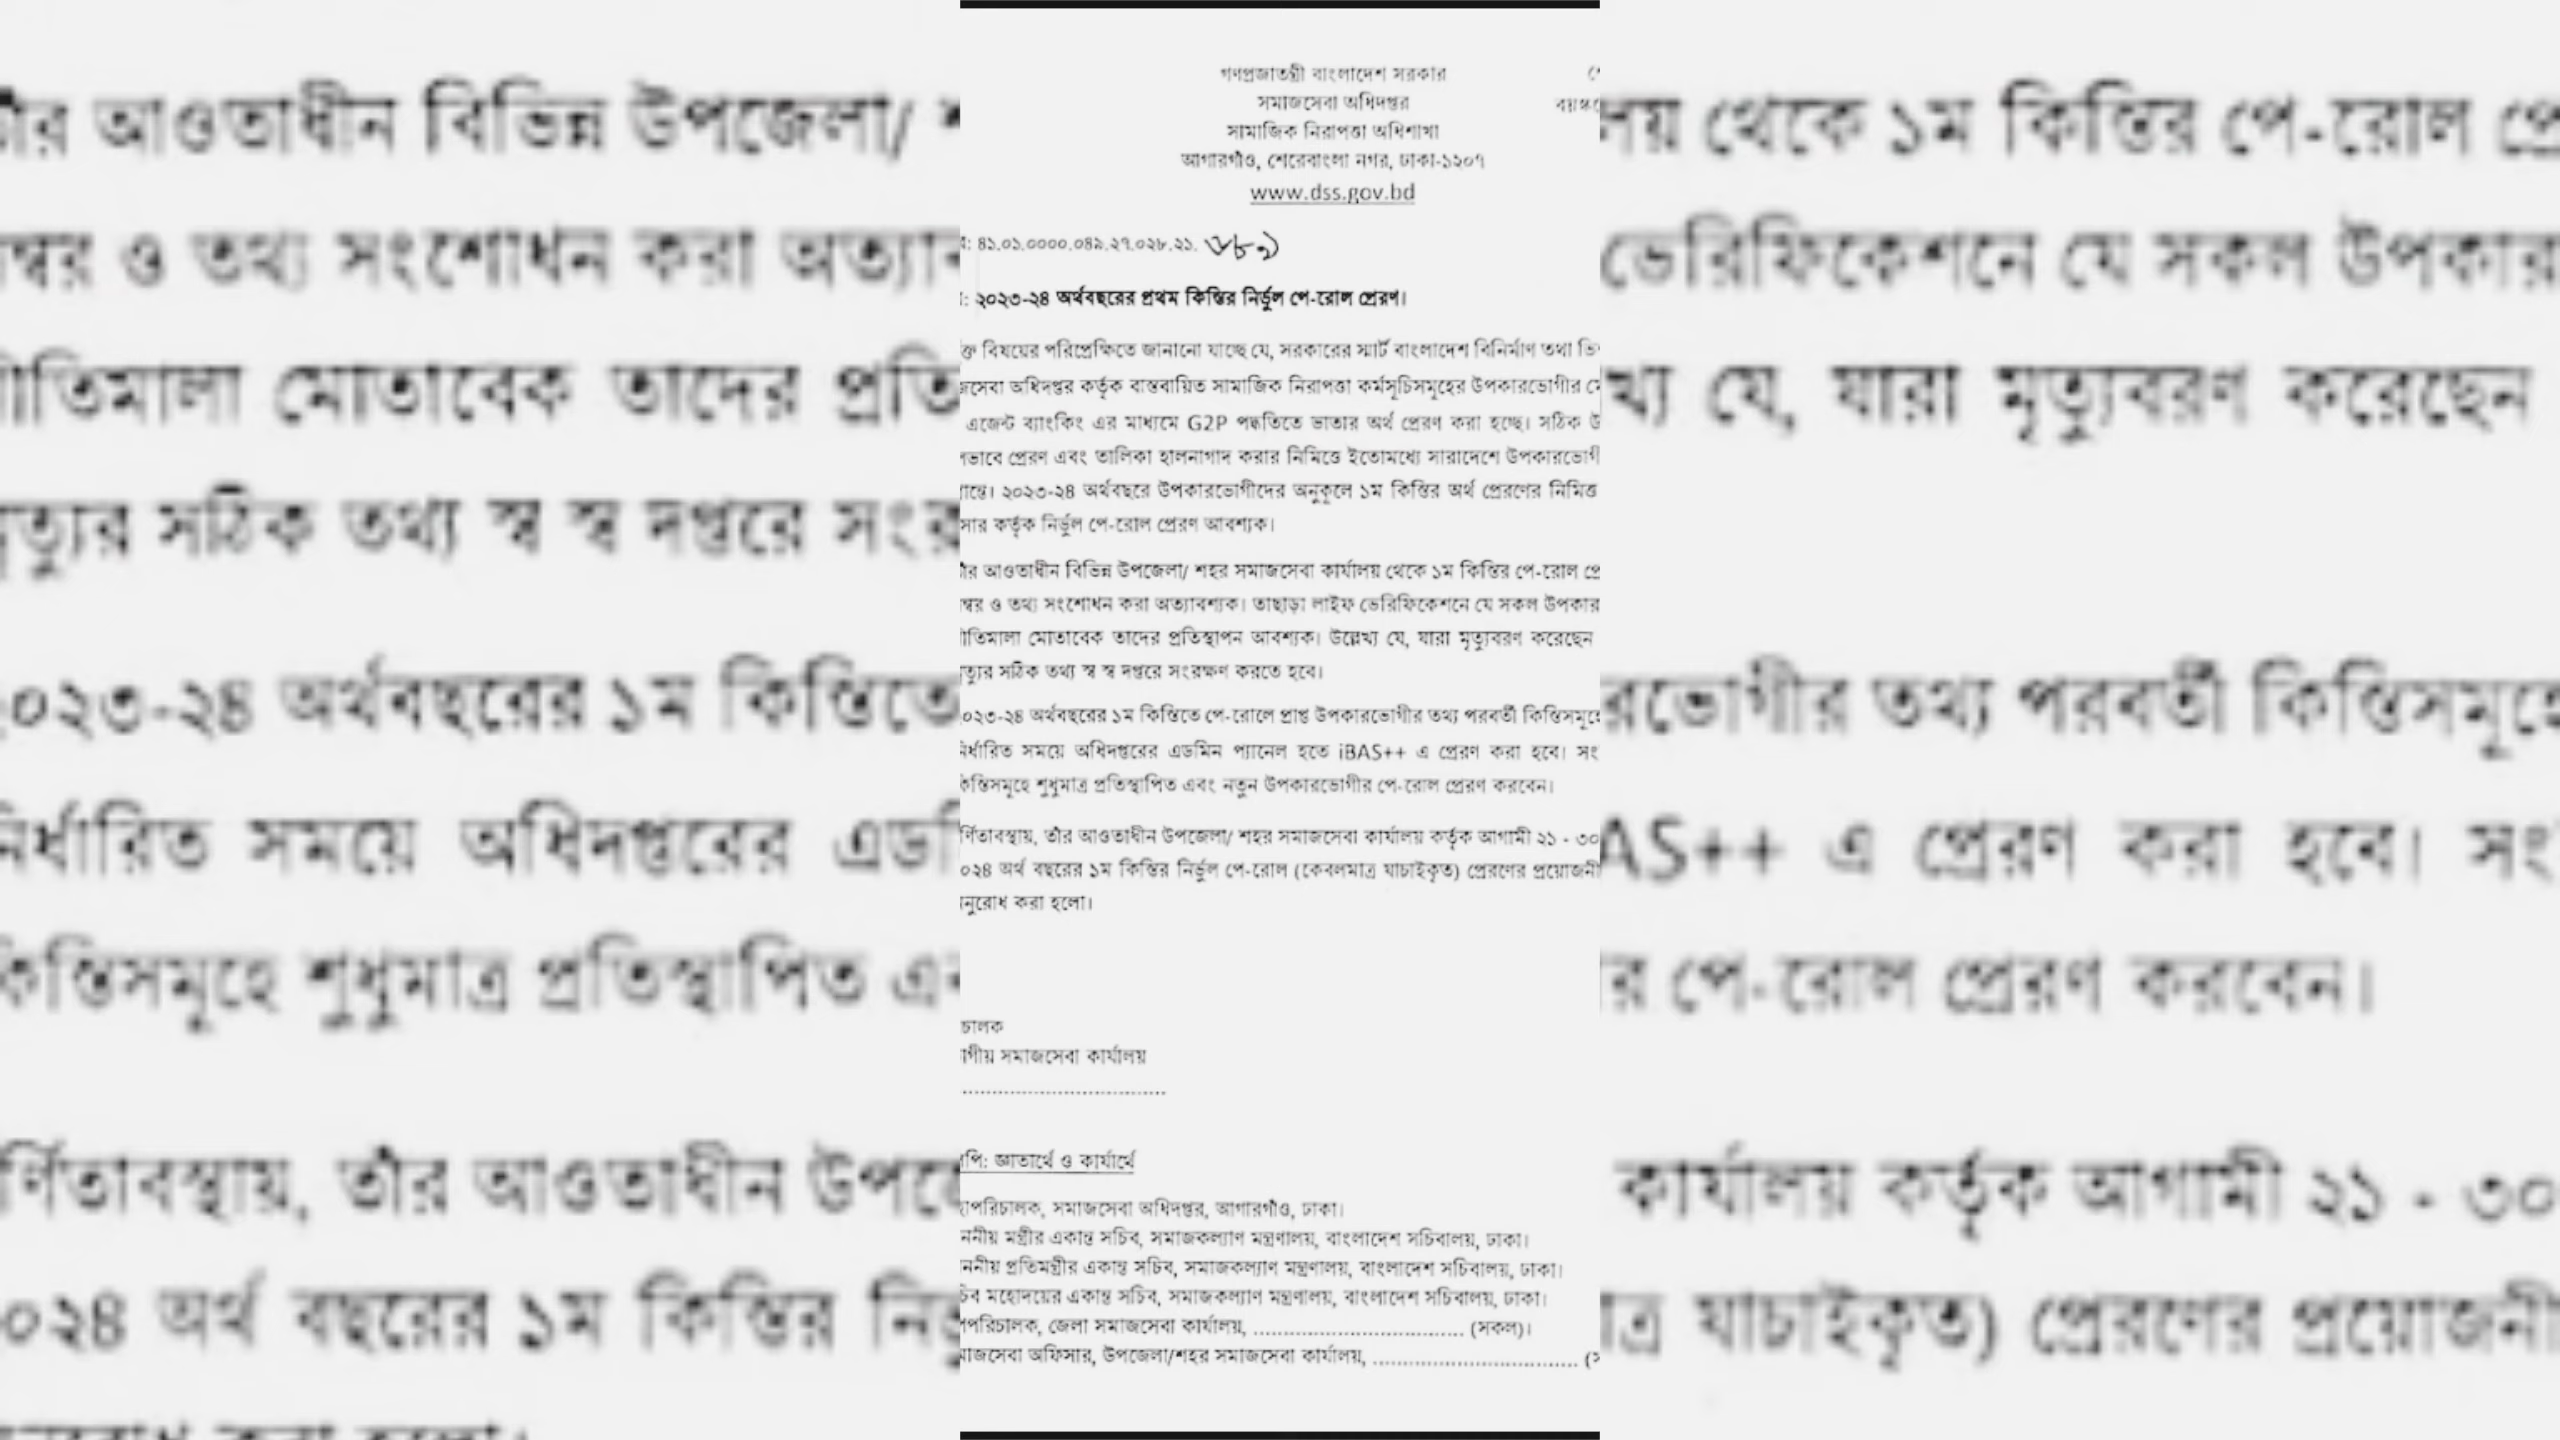 গণপ্রজাতন্ত্রী বাংলাদেশ সরকার
সমাজসেবা অধিদপ্তর
সামাজিক নিরাপত্তা অধিশাখা
আগারগাঁও, শেরেবাংলা নগর, ঢাকা-১২০৭
www.dss.gov.bd
৪১.০১.০০০০.০৪৯.২৭.০২৮.২১.
: ২০২৩-২৪ অর্থবছরের প্রথম কিস্তির নির্ভুল পে-রোল প্রেরণ।
ক্ত বিষয়ের পরিপ্রেক্ষিতে জানানো যাচ্ছে যে, সরকারের স্মার্ট বাংলাদেশ বিনির্মাণ তথা
জসেবা অধিদপ্তর কর্তৃক বাস্তবায়িত সামাজিক নিরাপত্তা কর্মসূচিসমূহের উপকারভোগীর
এজেন্ট ব্যাংকিং এর মাধ্যমে G2P পদ্ধতিতে ভাতার অর্থ প্রেরণ করা হচ্ছে। সঠিক উ
ভাবে প্রেরণ এবং তালিকা হালনাগাদ করার নিমিত্তে ইতোমধ্যে সারাদেশে উপকারভোগী
প্রান্তে। ২০২৩-২৪ অর্থবছরে উপকারভোগীদের অনুকূলে ১ম কিস্তির অর্থ প্রেরণের নিমিত্ত
সার কর্তৃক নির্ভুল পে-রোল প্রেরণ আবশ্যক।
ঁর আওতাধীন বিভিন্ন উপজেলা/ শহর সমাজসেবা কার্যালয় থেকে ১ম কিস্তির পে-রোল প্রে
ম্বর ও তথ্য সংশোধন করা অত্যাবশ্যক। তাছাড়া লাইফ ভেরিফিকেশনে যে সকল উপকার
ীতিমালা মোতাবেক তাদের প্রতিস্থাপন আবশ্যক। উল্লেখ্য যে, যারা মৃত্যুবরণ করেছেন
ত্যুর সঠিক তথ্য স্ব স্ব দপ্তরে সংরক্ষণ করতে হবে।
০২৩-২৪ অর্থবছরের ১ম কিস্তিতে পে-রোলে প্রাপ্ত উপকারভোগীর তথ্য পরবর্তী কিস্তিসমূহে
নির্ধারিত সময়ে অধিদপ্তরের এডমিন প্যানেল হতে iBAS++ এ প্রেরণ করা হবে। সং
কিস্তিসমূহে শুধুমাত্র প্রতিস্থাপিত এবং নতুন উপকারভোগীর পে-রোল প্রেরণ করবেন।
র্ণিতাবস্থায়, তাঁর আওতাধীন উপজেলা/ শহর সমাজসেবা কার্যালয় কর্তৃক আগামী ২১ - ৩০
০২৪ অর্থ বছরের ১ম কিস্তির নির্ভুল পে-রোল (কেবলমাত্র যাচাইকৃত) প্রেরণের প্রয়োজনী
নুরোধ করা হলো।
চালক
াগীয় সমাজসেবা কার্যালয়
..................................
পি: জ্ঞাতার্থে ও কার্যার্থে
হাপরিচালক, সমাজসেবা অধিদপ্তর, আগারগাঁও, ঢাকা।
ননীয় মন্ত্রীর একান্ত সচিব, সমাজকল্যাণ মন্ত্রণালয়, বাংলাদেশ সচিবালয়, ঢাকা।
ননীয় প্রতিমন্ত্রীর একান্ত সচিব, সমাজকল্যাণ মন্ত্রণালয়, বাংলাদেশ সচিবালয়, ঢাকা।
চিব মহোদয়ের একান্ত সচিব, সমাজকল্যাণ মন্ত্রণালয়, বাংলাদেশ সচিবালয়, ঢাকা।
পপরিচালক, জেলা সমাজসেবা কার্যালয়, .................................. (সকল)।
মাজসেবা অফিসার, উপজেলা/শহর সমাজসেবা কার্যালয়, ..................................